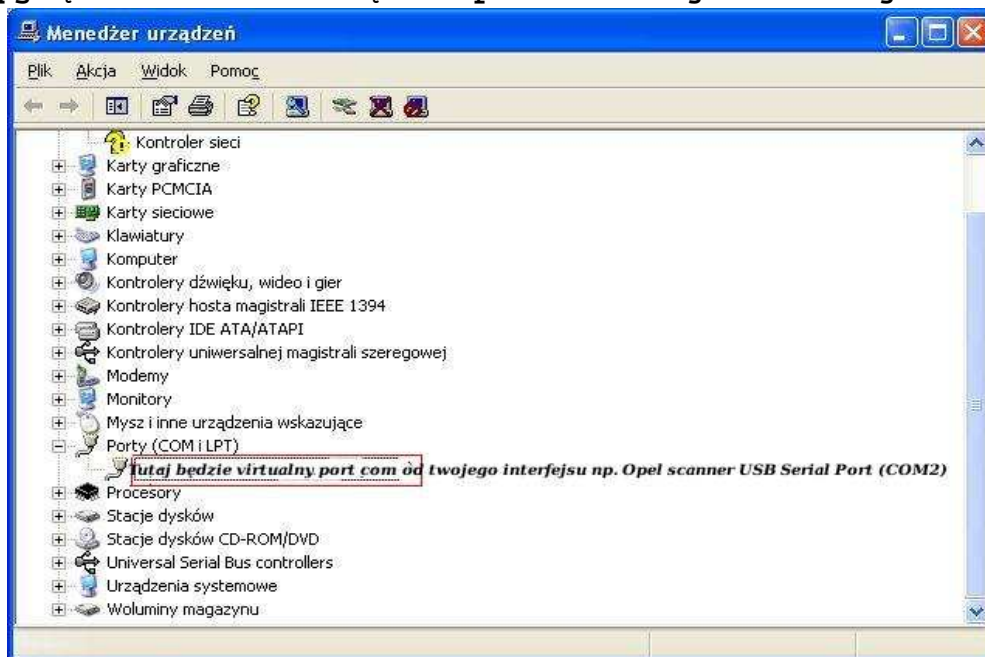 Menedżer urządzeń
Plik Akcja Widok Pomoc
Kontroler sieci
Karty graficzne
Karty PCMCIA
Karty sieciowe
Klawiatury
Komputer
Kontrolery dźwięku, wideo i gier
Kontrolery hosta magistrali IEEE 1394
Kontrolery IDE ATA/ATAPI
Kontrolery uniwersalnej magistrali szeregowej
Modemy
Monitory
Mysz i inne urządzenia wskazujące
Porty (COM i LPT)
Tutaj będzie virtualny port com od twojego interfejsu np. Opel scanner USB Serial Port (COM2)
Procesory
Stacje dysków
Stacje dysków CD-ROM/DVD
Universal Serial Bus controllers
Urządzenia systemowe
Woluminy magazynu